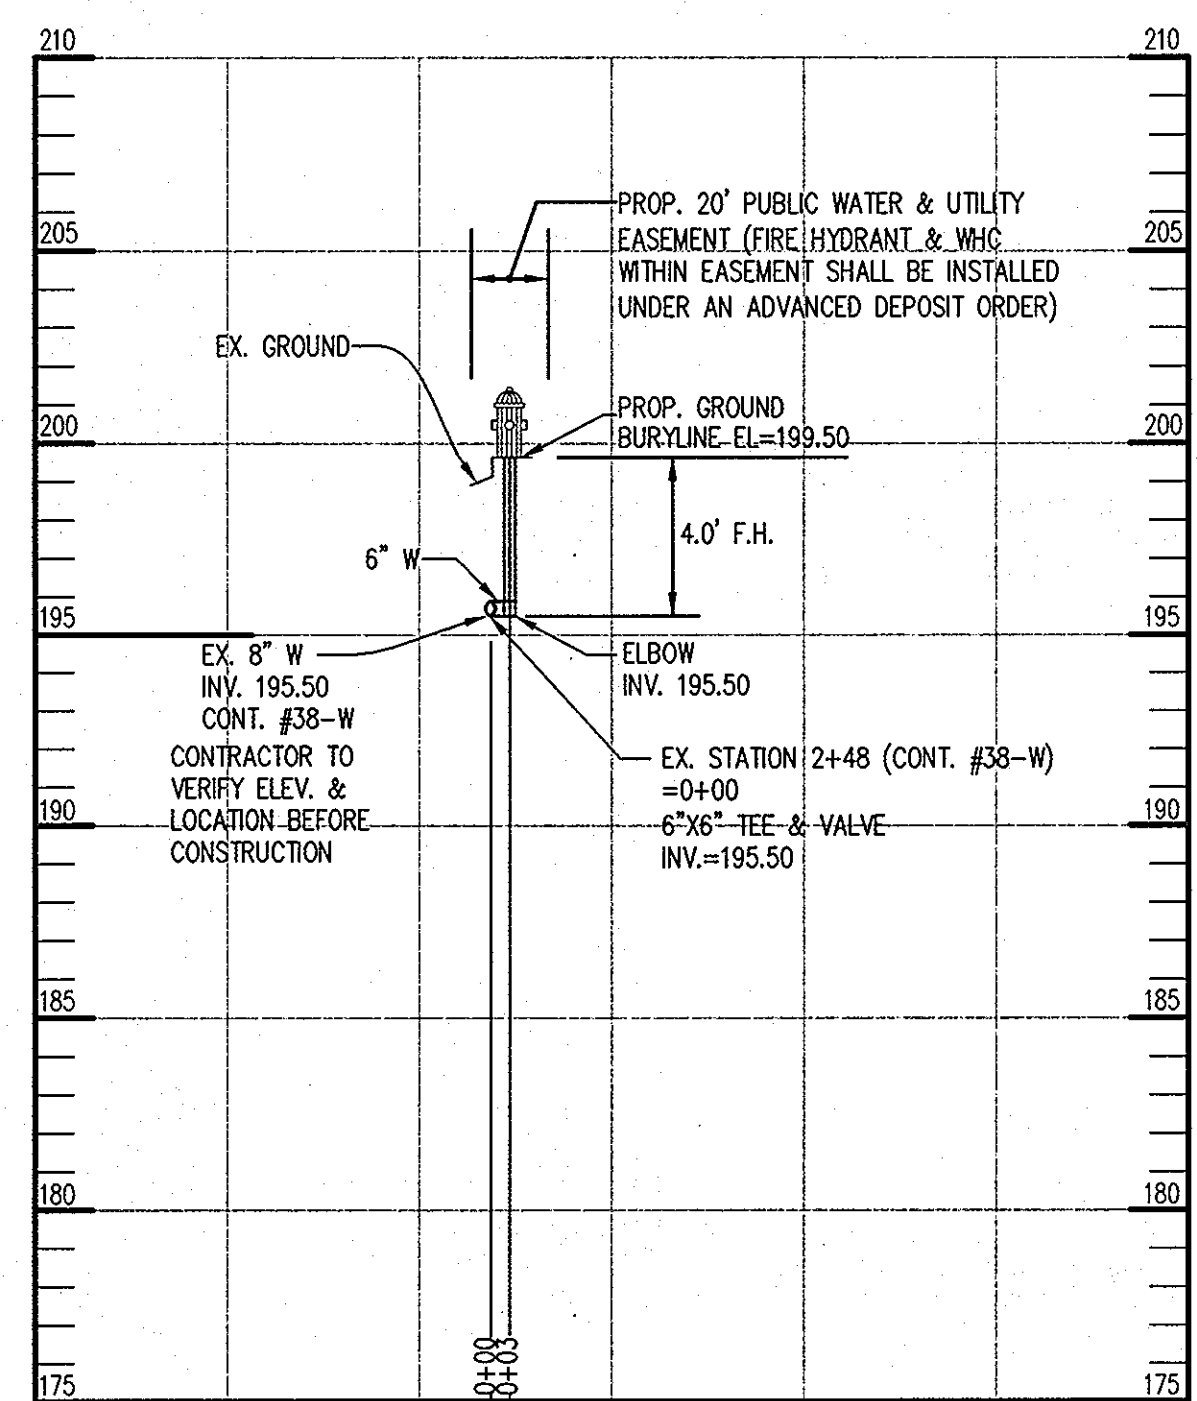 210
210
PROP. 20' PUBLIC WATER & UTILITY
EASEMENT (FIRE HYDRANT & WHC
WITHIN EASEMENT SHALL BE INSTALLED
UNDER AN ADVANCED DEPOSIT ORDER)
205
205
EX. GROUND
PROP. GROUND
BURYLINE EL=199.50
200
200
4.0' F.H.
6" W
195
195
EX. 8" W
INV. 195.50
CONT. #38-W
CONTRACTOR TO
VERIFY ELEV. &
LOCATION BEFORE
CONSTRUCTION
ELBOW
INV. 195.50
EX. STATION 2+48 (CONT. #38-W)
=0+00
6"X6" TEE & VALVE
INV.=195.50
190
190
185
185
180
180
0+00
0+03
175
175